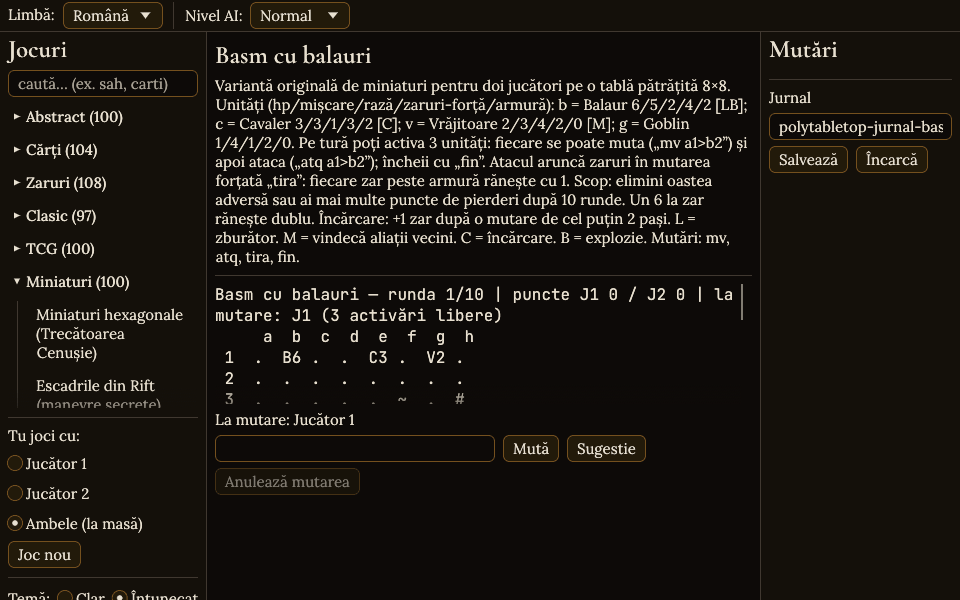 Limbă: Română ▼ Nivel AI: Normal ▼
Jocuri
caută... (ex. sah, carti)
▸ Abstract (100)
▸ Cărți (104)
▸ Zaruri (108)
▸ Clasic (97)
▸ TCG (100)
▾ Miniaturi (100)
Miniaturi hexagonale
(Trecătoarea
Cenușie)
Escadrile din Rift
(manevre secrete)
Tu joci cu:
Jucător 1
Jucător 2
Ambele (la masă)
Joc nou
Temă: Clar Întunecat
Basm cu balauri
Variantă originală de miniaturi pentru doi jucători pe o tablă pătrățită 8×8.
Unități (hp/mișcare/rază/zaruri-forță/armură): b = Balaur 6/5/2/4/2 [LB];
c = Cavaler 3/3/1/3/2 [C]; v = Vrăjitoare 2/3/4/2/0 [M]; g = Goblin
1/4/1/2/0. Pe tură poți activa 3 unități: fiecare se poate muta („mv a1>b2”) și
apoi ataca („atq a1>b2”); închei cu „fin”. Atacul aruncă zaruri în mutarea
forțată „tira”: fiecare zar peste armură rănește cu 1. Scop: elimini oastea
adversă sau ai mai multe puncte de pierderi după 10 runde. Un 6 la zar
rănește dublu. Încărcare: +1 zar după o mutare de cel puțin 2 pași. L =
zburător. M = vindecă aliații vecini. C = încărcare. B = explozie. Mutări: mv,
atq, tira, fin.
Basm cu balauri — runda 1/10 | puncte J1 0 / J2 0 | la
mutare: J1 (3 activări libere)
a b c d e f g h
1 . B6 . . C3 . V2 .
2 . . . . . . . .
3 . . . . . ~ . #
La mutare: Jucător 1
Mută Sugestie
Anulează mutarea
Mutări
Jurnal
polytabletop-jurnal-bas
Salvează Încarcă